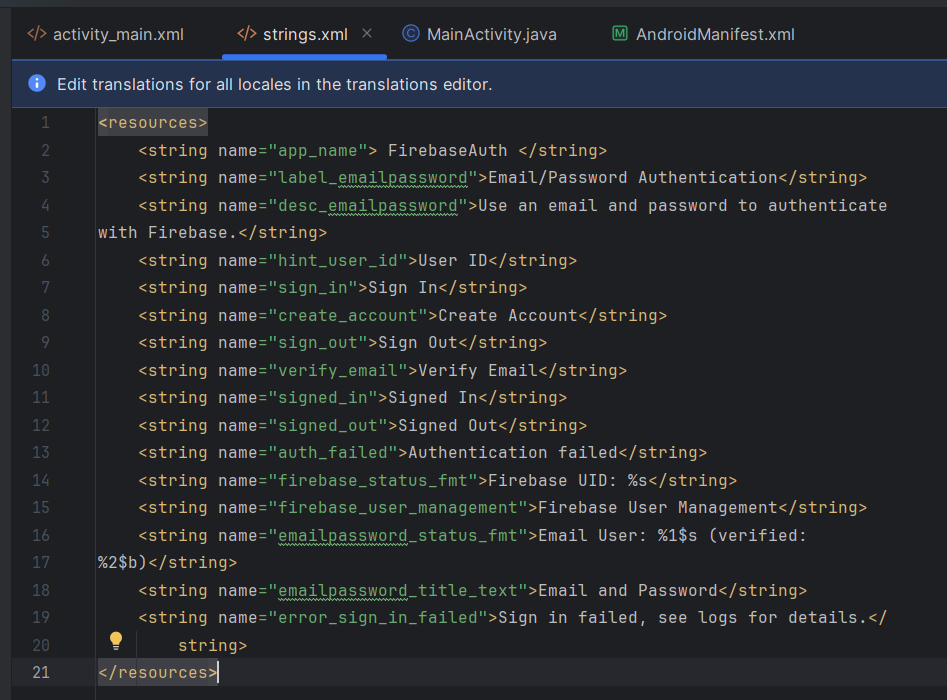 </> activity_main.xml </> strings.xml × C MainActivity.java M AndroidManifest.xml
i Edit translations for all locales in the translations editor.
1 <resources>
2 <string name="app_name"> FirebaseAuth </string>
3 <string name="label_emailpassword">Email/Password Authentication</string>
4 <string name="desc_emailpassword">Use an email and password to authenticate
5 with Firebase.</string>
6 <string name="hint_user_id">User ID</string>
7 <string name="sign_in">Sign In</string>
8 <string name="create_account">Create Account</string>
9 <string name="sign_out">Sign Out</string>
10 <string name="verify_email">Verify Email</string>
11 <string name="signed_in">Signed In</string>
12 <string name="signed_out">Signed Out</string>
13 <string name="auth_failed">Authentication failed</string>
14 <string name="firebase_status_fmt">Firebase UID: %s</string>
15 <string name="firebase_user_management">Firebase User Management</string>
16 <string name="emailpassword_status_fmt">Email User: %1$s (verified:
17 %2$b)</string>
18 <string name="emailpassword_title_text">Email and Password</string>
19 <string name="error_sign_in_failed">Sign in failed, see logs for details.</
20 string>
21 </resources>